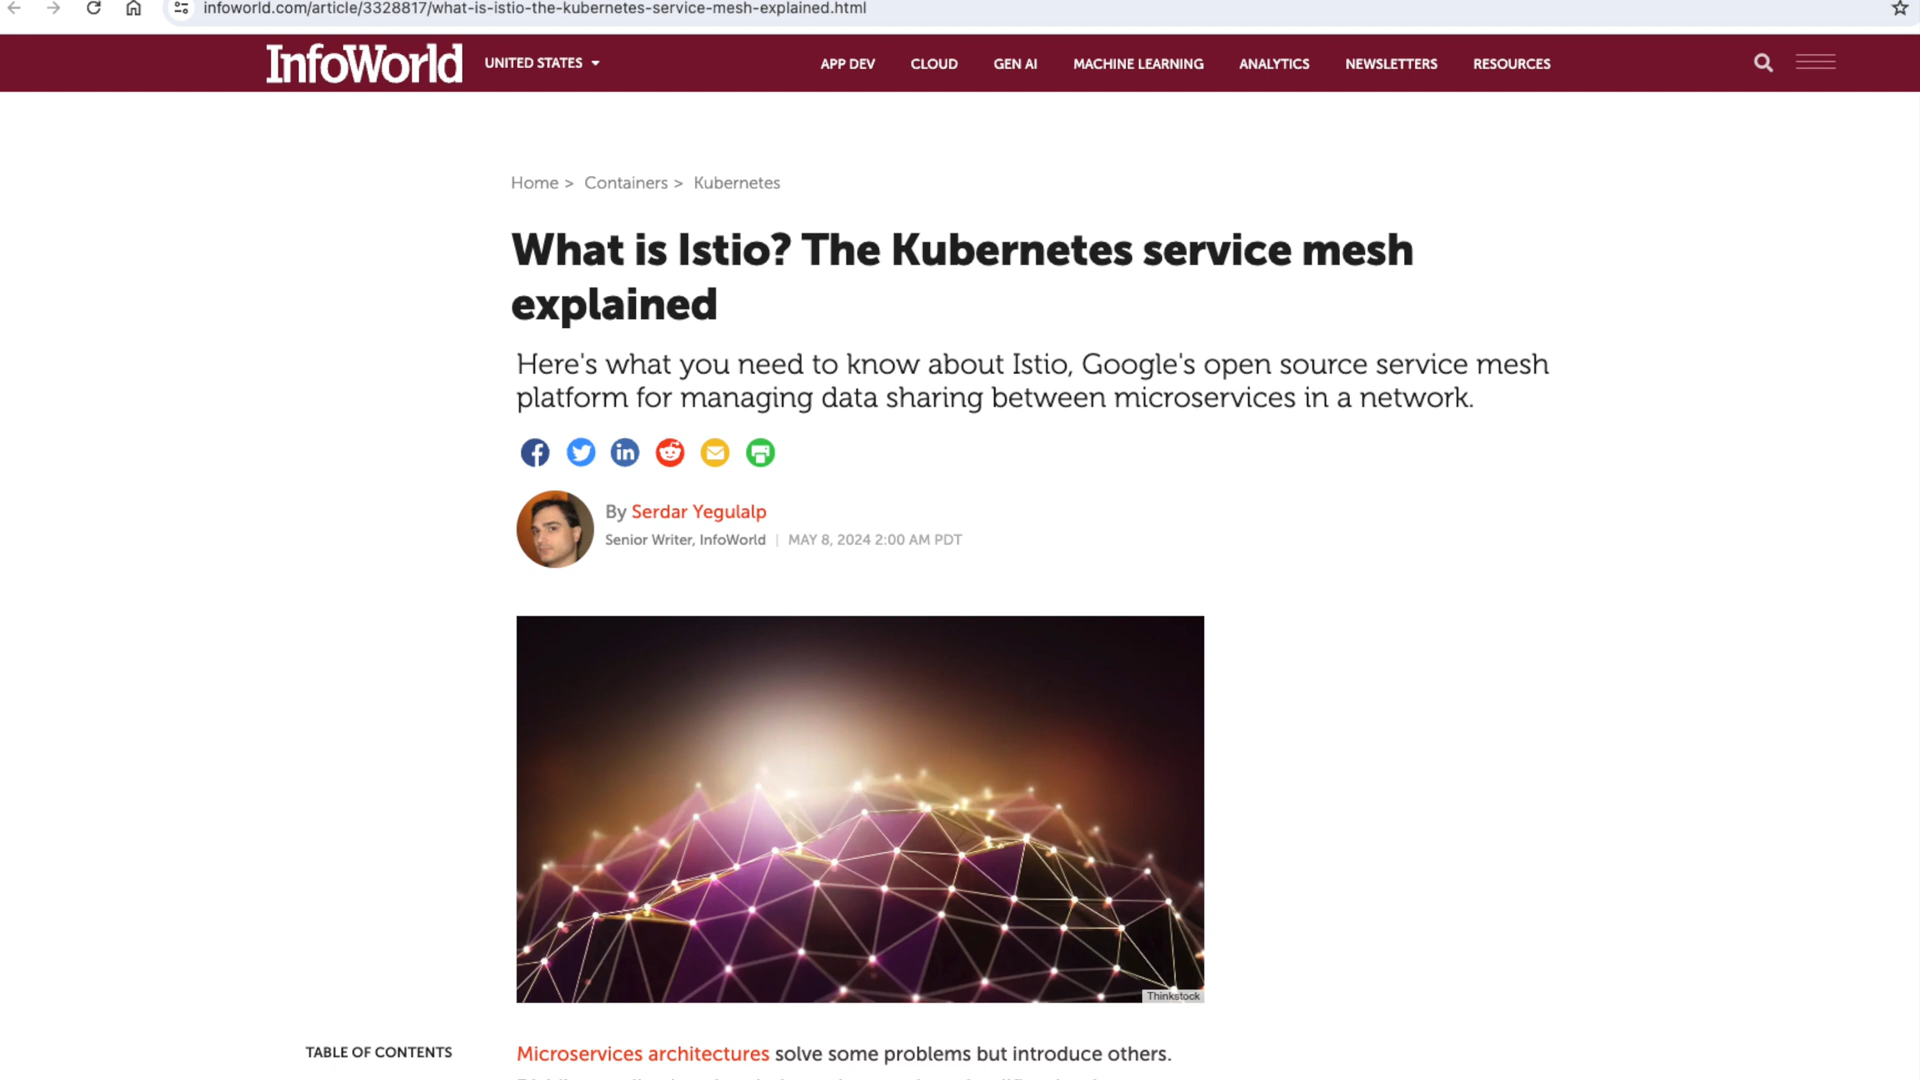 infoworld.com/article/3328817/what-is-istio-the-kubernetes-service-mesh-explained.html
InfoWorld UNITED STATES APP DEV CLOUD GEN AI MACHINE LEARNING ANALYTICS NEWSLETTERS RESOURCES
Home > Containers > Kubernetes
What is Istio? The Kubernetes service mesh
explained
Here's what you need to know about Istio, Google's open source service mesh
platform for managing data sharing between microservices in a network.
By Serdar Yegulalp
Senior Writer, InfoWorld | MAY 8, 2024 2:00 AM PDT
Thinkstock
TABLE OF CONTENTS
Microservices architectures solve some problems but introduce others.